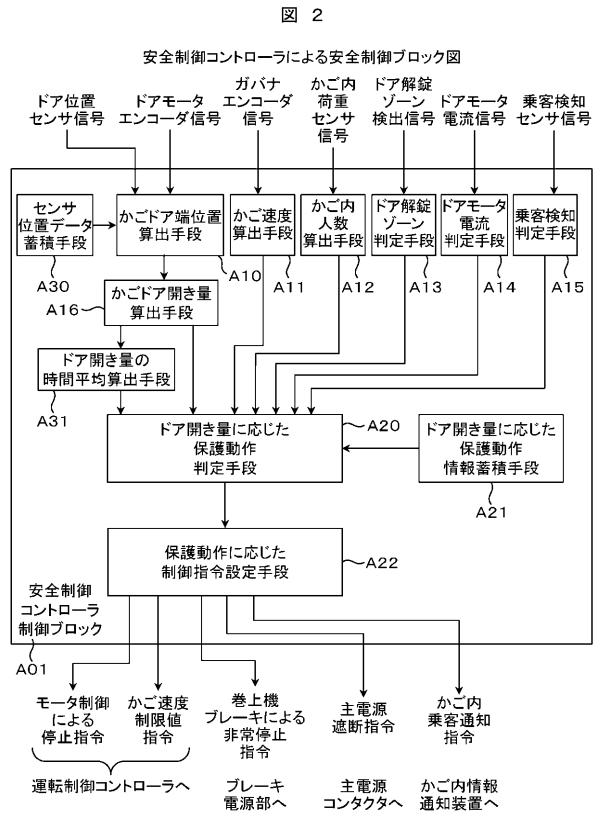 図 2
安全制御コントローラによる安全制御ブロック図
ドア位置
センサ信号
ドアモータ
エンコーダ信号
ガバナ
エンコーダ
信号
かご内
荷重
センサ
信号
ドア解錠
ゾーン
検出信号
ドアモータ
電流信号
乗客検知
センサ信号
センサ
位置データ
蓄積手段
かごドア端位置
算出手段
かご速度
算出手段
かご内
人数
算出手段
ドア解錠
ゾーン
判定手段
ドアモータ
電流
判定手段
乗客検知
判定手段
A30
A10
A11
A12
A13
A14
A15
A16
かごドア開き量
算出手段
ドア開き量の
時間平均算出手段
A31
ドア開き量に応じた
保護動作
判定手段
A20
ドア開き量に応じた
保護動作
情報蓄積手段
A21
保護動作に応じた
制御指令設定手段
A22
安全制御
コントローラ
制御ブロック
A01
モータ制御
による
停止指令
かご速度
制限値
指令
巻上機
ブレーキによる
非常停止
指令
主電源
遮断指令
かご内
乗客通知
指令
運転制御コントローラへ
ブレーキ
電源部へ
主電源
コンタクタへ
かご内情報
通知装置へ